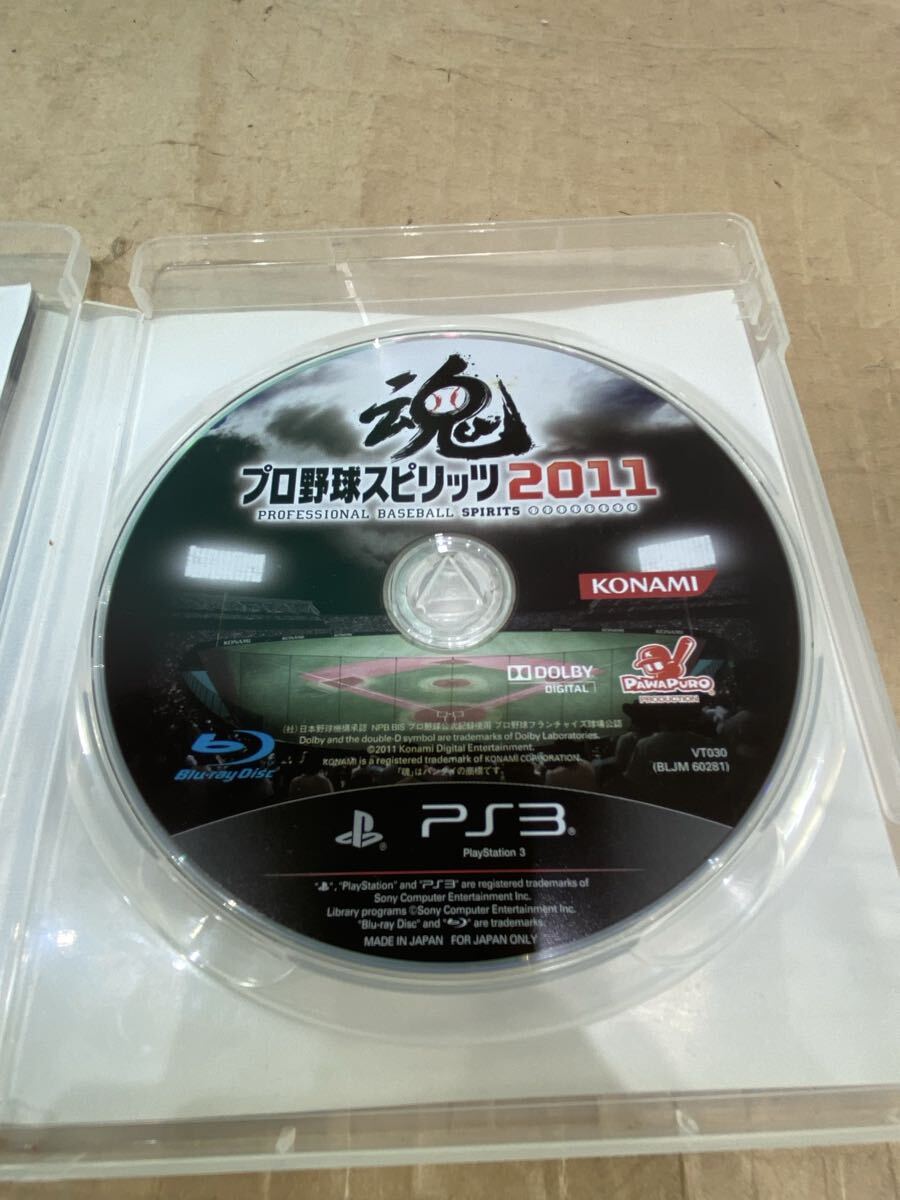 魂
プロ野球スピリッツ2011
PROFESSIONAL BASEBALL SPIRITS
KONAMI
DOLBY
DIGITAL
PAWAPURO
PRODUCTION
(社)日本野球機構承認 NPB BIS プロ野球公式記録使用 プロ野球フランチャイズ球場公認
Dolby and the double-D symbol are trademarks of Dolby Laboratories.
©2011 Konami Digital Entertainment.
KONAMI is a registered trademark of KONAMI CORPORATION.
「魂」はバンダイの商標です。
Blu-ray Disc
VT030
(BLJM 60281)
PS3®
PlayStation 3
" ", "PlayStation" and "PS3" are registered trademarks of
Sony Computer Entertainment Inc.
Library programs ©Sony Computer Entertainment Inc.
"Blu-ray Disc" and " " are trademarks.
MADE IN JAPAN FOR JAPAN ONLY